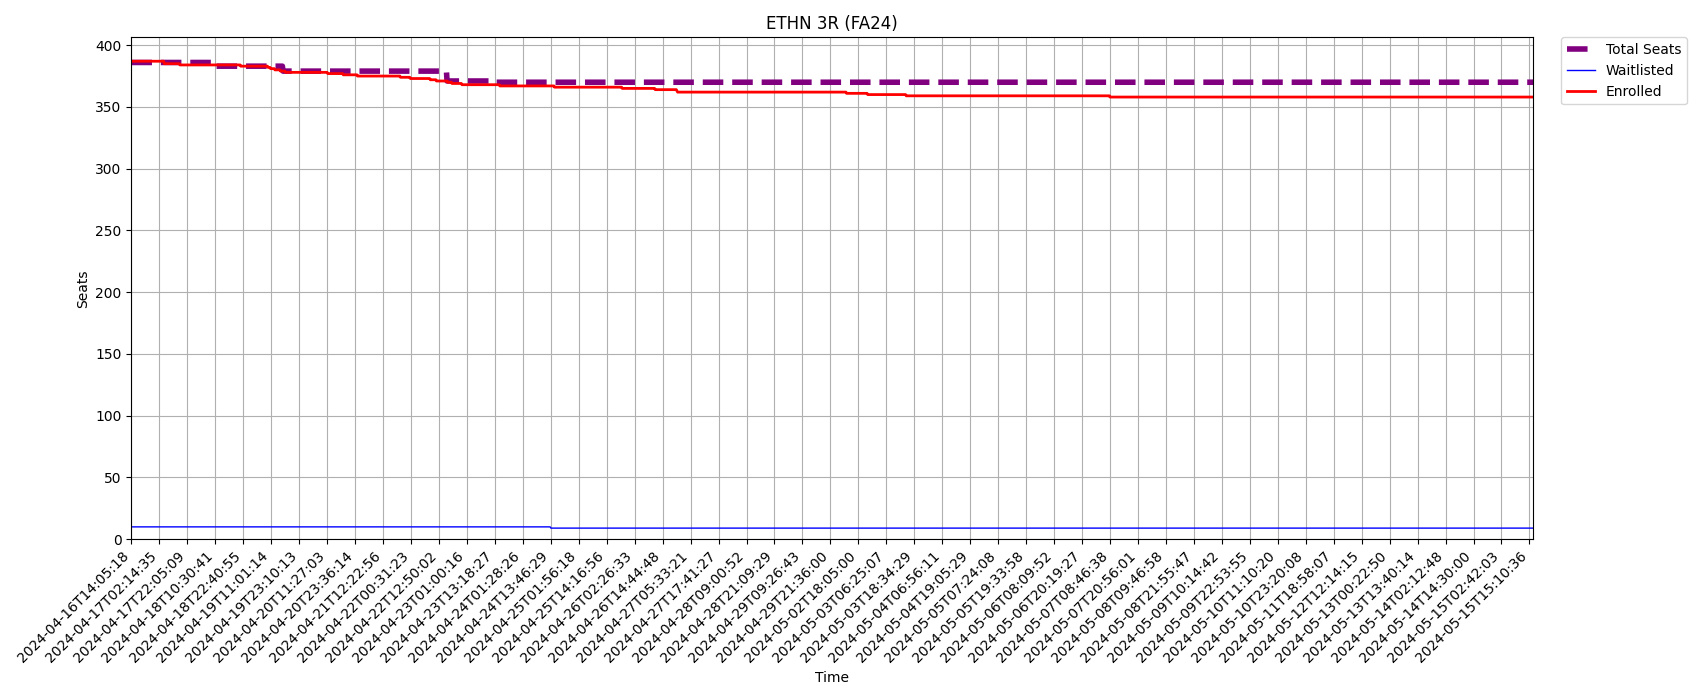 ETHN 3R (FA24)
Total Seats
Waitlisted
Enrolled
400
350
300
250
200
150
100
50
0
Seats
2024-04-16T14:05:18
2024-04-17T02:14:35
2024-04-17T22:05:09
2024-04-18T10:30:41
2024-04-18T22:40:55
2024-04-19T11:01:14
2024-04-19T23:10:13
2024-04-20T11:27:03
2024-04-20T23:36:14
2024-04-21T12:22:56
2024-04-22T00:31:23
2024-04-22T12:50:02
2024-04-23T01:00:16
2024-04-23T13:18:27
2024-04-24T01:28:26
2024-04-24T13:46:29
2024-04-25T01:56:18
2024-04-25T14:16:56
2024-04-26T02:26:33
2024-04-26T14:44:48
2024-04-27T05:33:21
2024-04-27T17:41:27
2024-04-28T09:00:52
2024-04-28T21:09:29
2024-04-29T09:26:43
2024-04-29T21:36:00
2024-05-02T18:05:00
2024-05-03T06:25:07
2024-05-03T18:34:29
2024-05-04T06:56:11
2024-05-04T19:05:29
2024-05-05T07:24:08
2024-05-05T19:33:58
2024-05-06T08:09:52
2024-05-06T20:19:27
2024-05-07T08:46:38
2024-05-07T20:56:01
2024-05-08T09:46:58
2024-05-08T21:55:47
2024-05-09T10:14:42
2024-05-09T22:53:55
2024-05-10T11:10:20
2024-05-10T23:20:08
2024-05-11T18:58:07
2024-05-12T12:14:15
2024-05-13T00:22:50
2024-05-13T13:40:14
2024-05-14T02:12:48
2024-05-14T14:30:00
2024-05-15T02:42:03
2024-05-15T15:10:36
Time